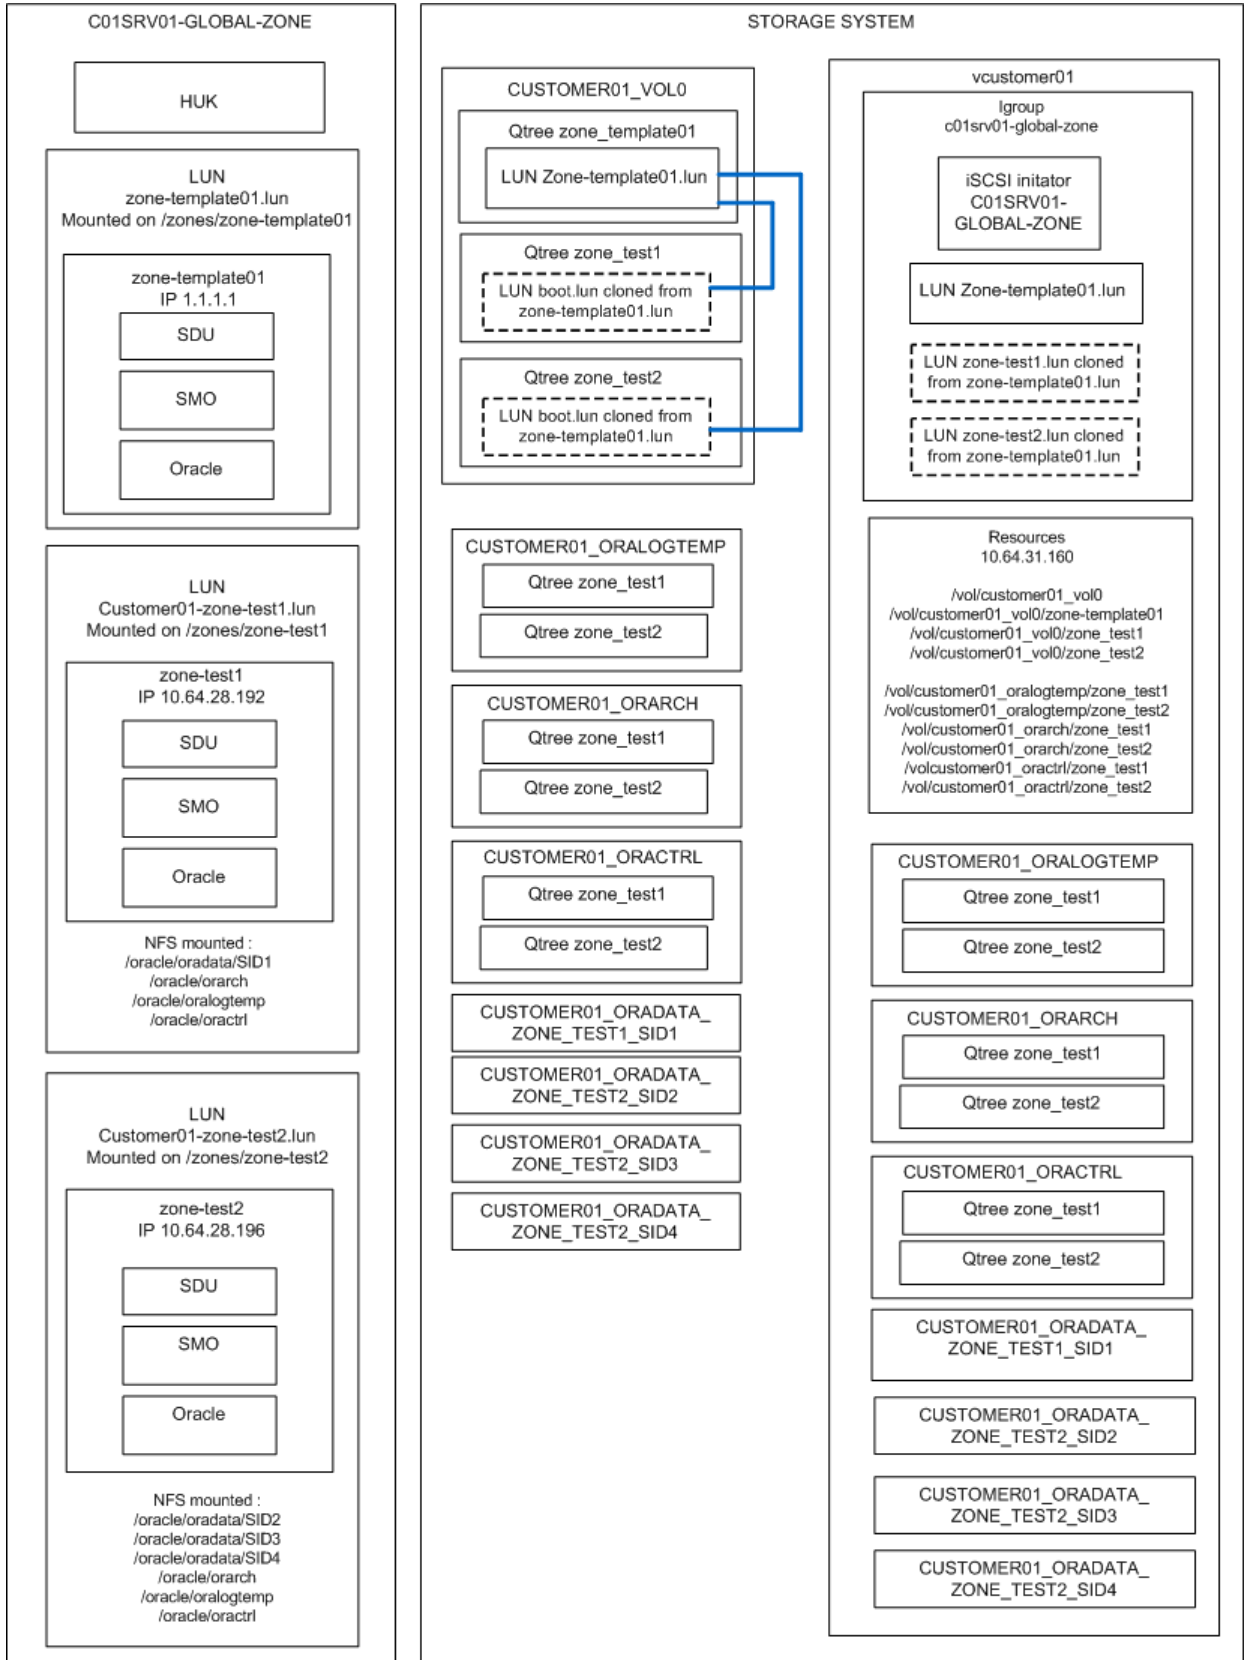 C01SRV01-GLOBAL-ZONE
HUK
LUN
zone-template01.lun
Mounted on /zones/zone-template01
zone-template01
IP 1.1.1.1
SDU
SMO
Oracle
LUN
Customer01-zone-test1.lun
Mounted on /zones/zone-test1
zone-test1
IP 10.64.28.192
SDU
SMO
Oracle
NFS mounted :
/oracle/oradata/SID1
/oracle/orarch
/oracle/oralogtemp
/oracle/oractrl
LUN
Customer01-zone-test2.lun
Mounted on /zones/zone-test2
zone-test2
IP 10.64.28.196
SDU
SMO
Oracle
NFS mounted :
/oracle/oradata/SID2
/oracle/oradata/SID3
/oracle/oradata/SID4
/oracle/orarch
/oracle/oralogtemp
/oracle/oractrl
STORAGE SYSTEM
CUSTOMER01_VOL0
Qtree zone_template01
LUN Zone-template01.lun
Qtree zone_test1
LUN boot.lun cloned from
zone-template01.lun
Qtree zone_test2
LUN boot.lun cloned from
zone-template01.lun
CUSTOMER01_ORALOGTEMP
Qtree zone_test1
Qtree zone_test2
CUSTOMER01_ORARCH
Qtree zone_test1
Qtree zone_test2
CUSTOMER01_ORACTRL
Qtree zone_test1
Qtree zone_test2
CUSTOMER01_ORADATA_
ZONE_TEST1_SID1
CUSTOMER01_ORADATA_
ZONE_TEST2_SID2
CUSTOMER01_ORADATA_
ZONE_TEST2_SID3
CUSTOMER01_ORADATA_
ZONE_TEST2_SID4
vcustomer01
Igroup
c01srv01-global-zone
iSCSI initator
C01SRV01-
GLOBAL-ZONE
LUN Zone-template01.lun
LUN zone-test1.lun cloned
from zone-template01.lun
LUN zone-test2.lun cloned
from zone-template01.lun
Resources
10.64.31.160
/vol/customer01_vol0
/vol/customer01_vol0/zone-template01
/vol/customer01_vol0/zone_test1
/vol/customer01_vol0/zone_test2
/vol/customer01_oralogtemp/zone_test1
/vol/customer01_oralogtemp/zone_test2
/vol/customer01_orarch/zone_test1
/vol/customer01_orarch/zone_test2
/volcustomer01_oractrl/zone_test1
/vol/customer01_oractrl/zone_test2
CUSTOMER01_ORALOGTEMP
Qtree zone_test1
Qtree zone_test2
CUSTOMER01_ORARCH
Qtree zone_test1
Qtree zone_test2
CUSTOMER01_ORACTRL
Qtree zone_test1
Qtree zone_test2
CUSTOMER01_ORADATA_
ZONE_TEST1_SID1
CUSTOMER01_ORADATA_
ZONE_TEST2_SID2
CUSTOMER01_ORADATA_
ZONE_TEST2_SID3
CUSTOMER01_ORADATA_
ZONE_TEST2_SID4